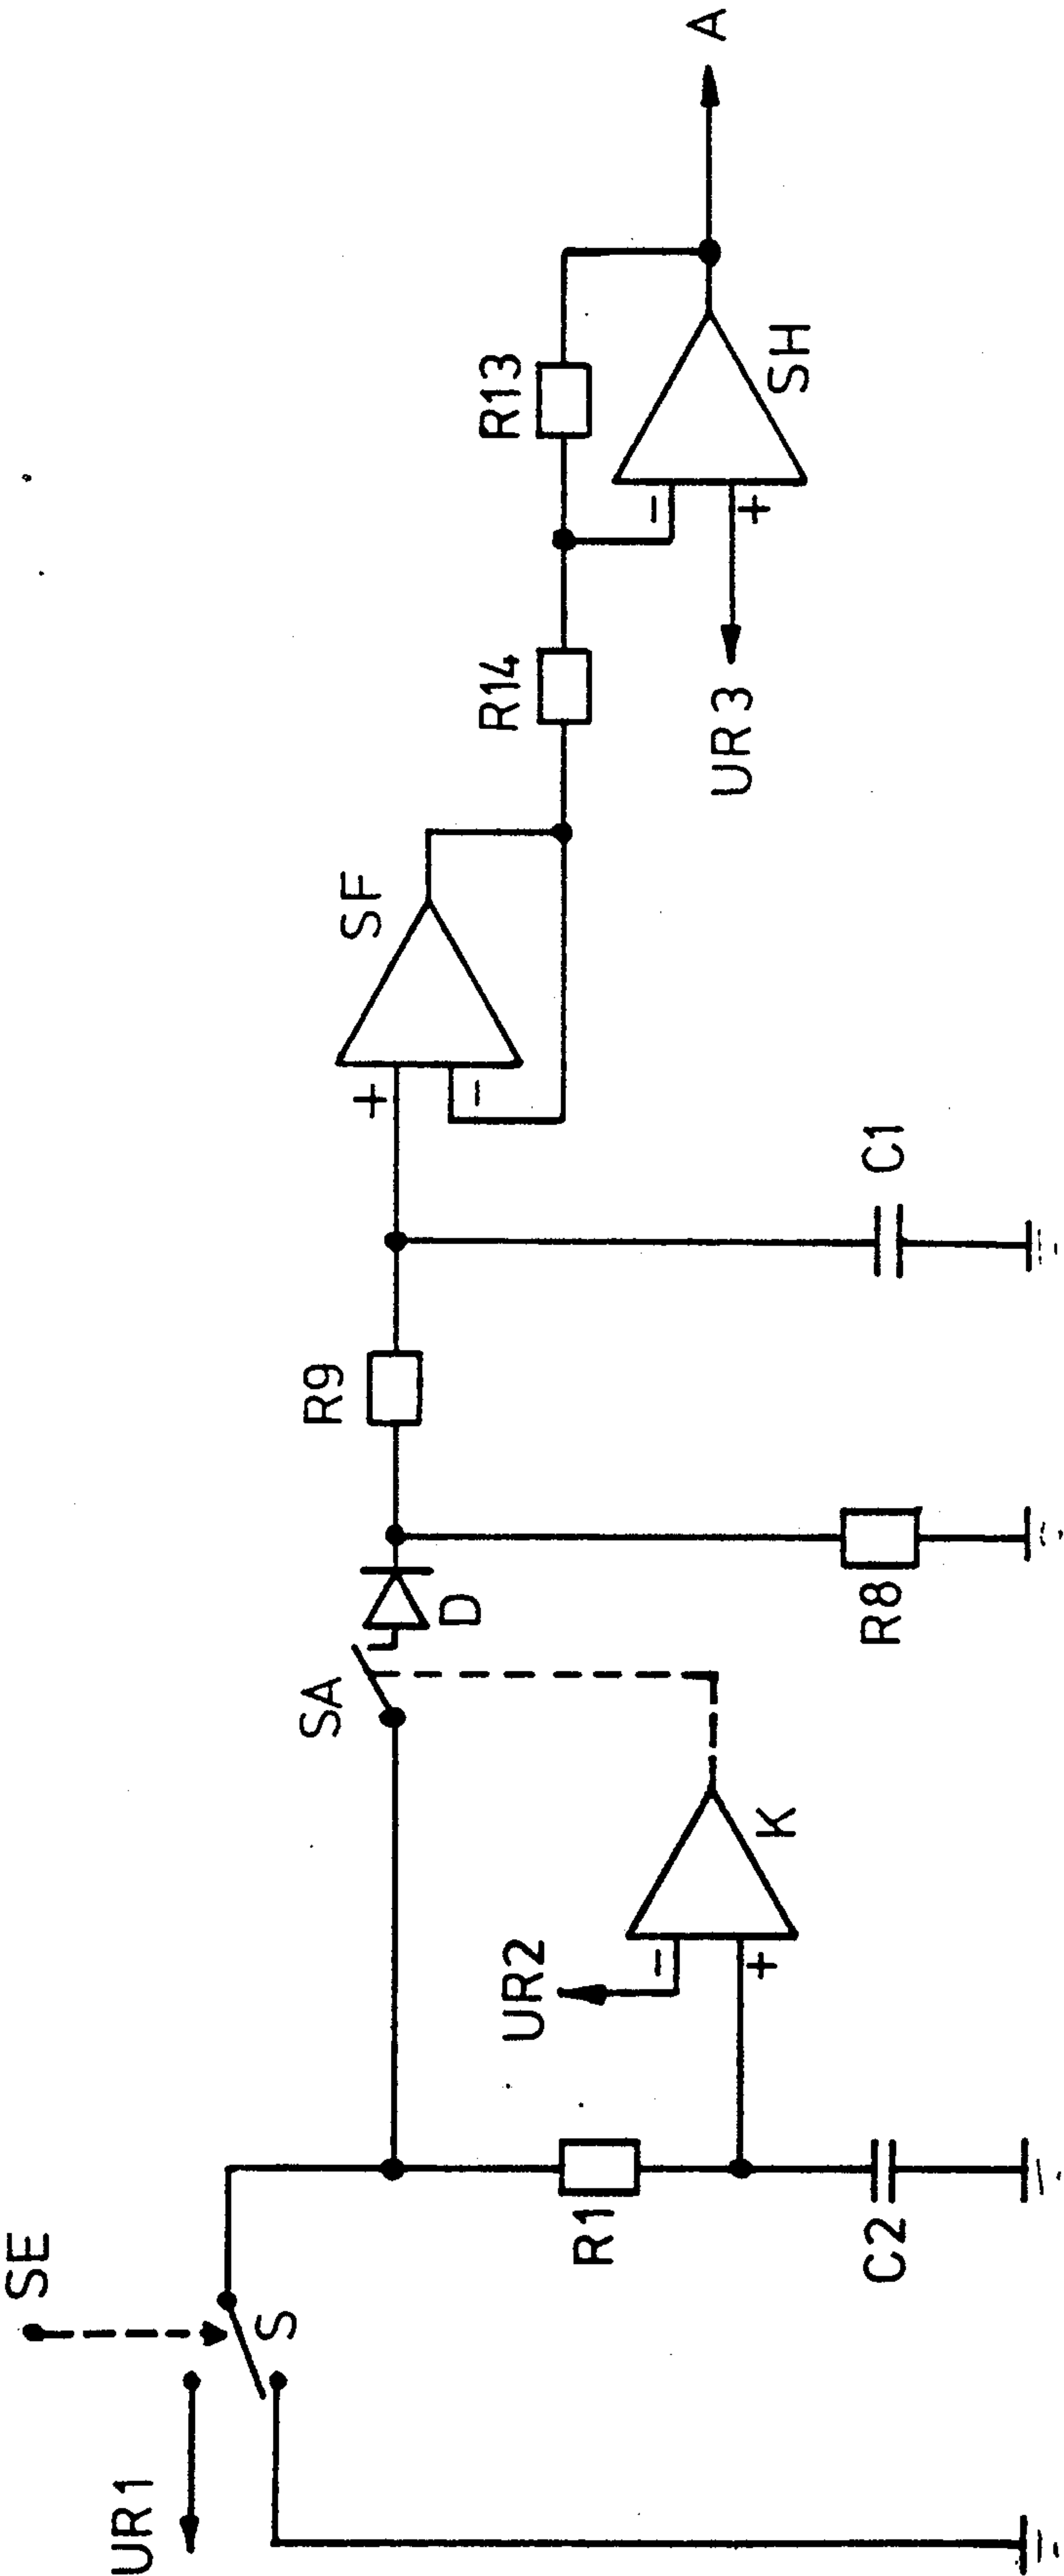 SE
UR1
S
R1
C2
UR2
-
+
K
SA
D
R8
R9
C1
+
-
SF
R14
R13
UR3
-
+
SH
A